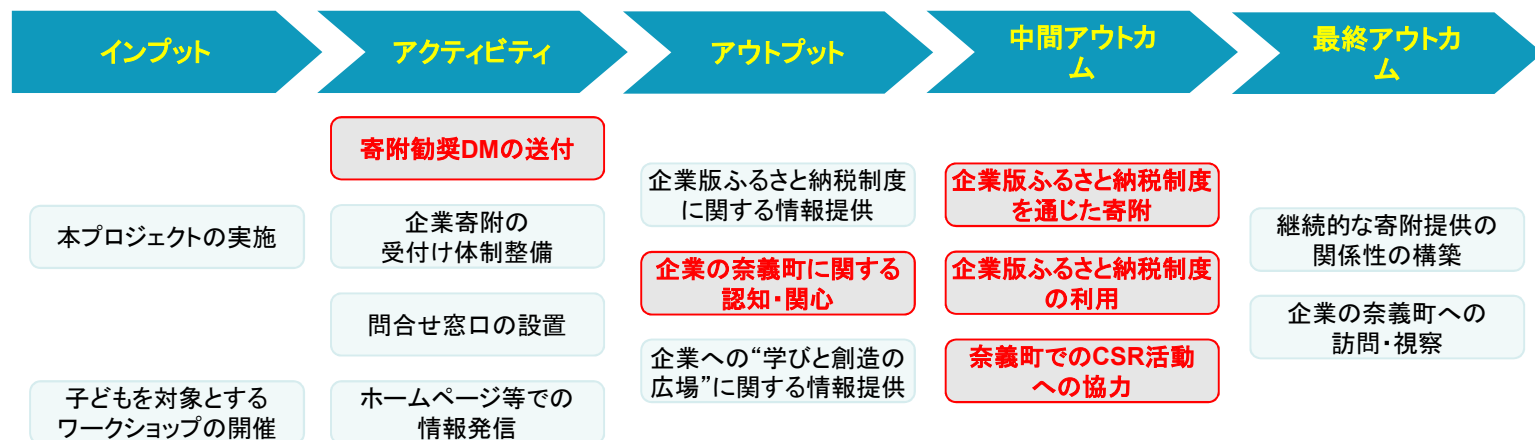 インプット
アクティビティ
アウトプット
中間アウトカ
ム
最終アウトカ
ム
本プロジェクトの実施
子どもを対象とする
ワークショップの開催
寄附勧奨DMの送付
企業寄附の
受付け体制整備
問合せ窓口の設置
ホームページ等での
情報発信
企業版ふるさと納税制度
に関する情報提供
企業の奈義町に関する
認知・関心
企業への“学びと創造の
広場”に関する情報提供
企業版ふるさと納税制度
を通じた寄附
企業版ふるさと納税制度
の利用
奈義町でのCSR活動
への協力
継続的な寄附提供の
関係性の構築
企業の奈義町への
訪問・視察